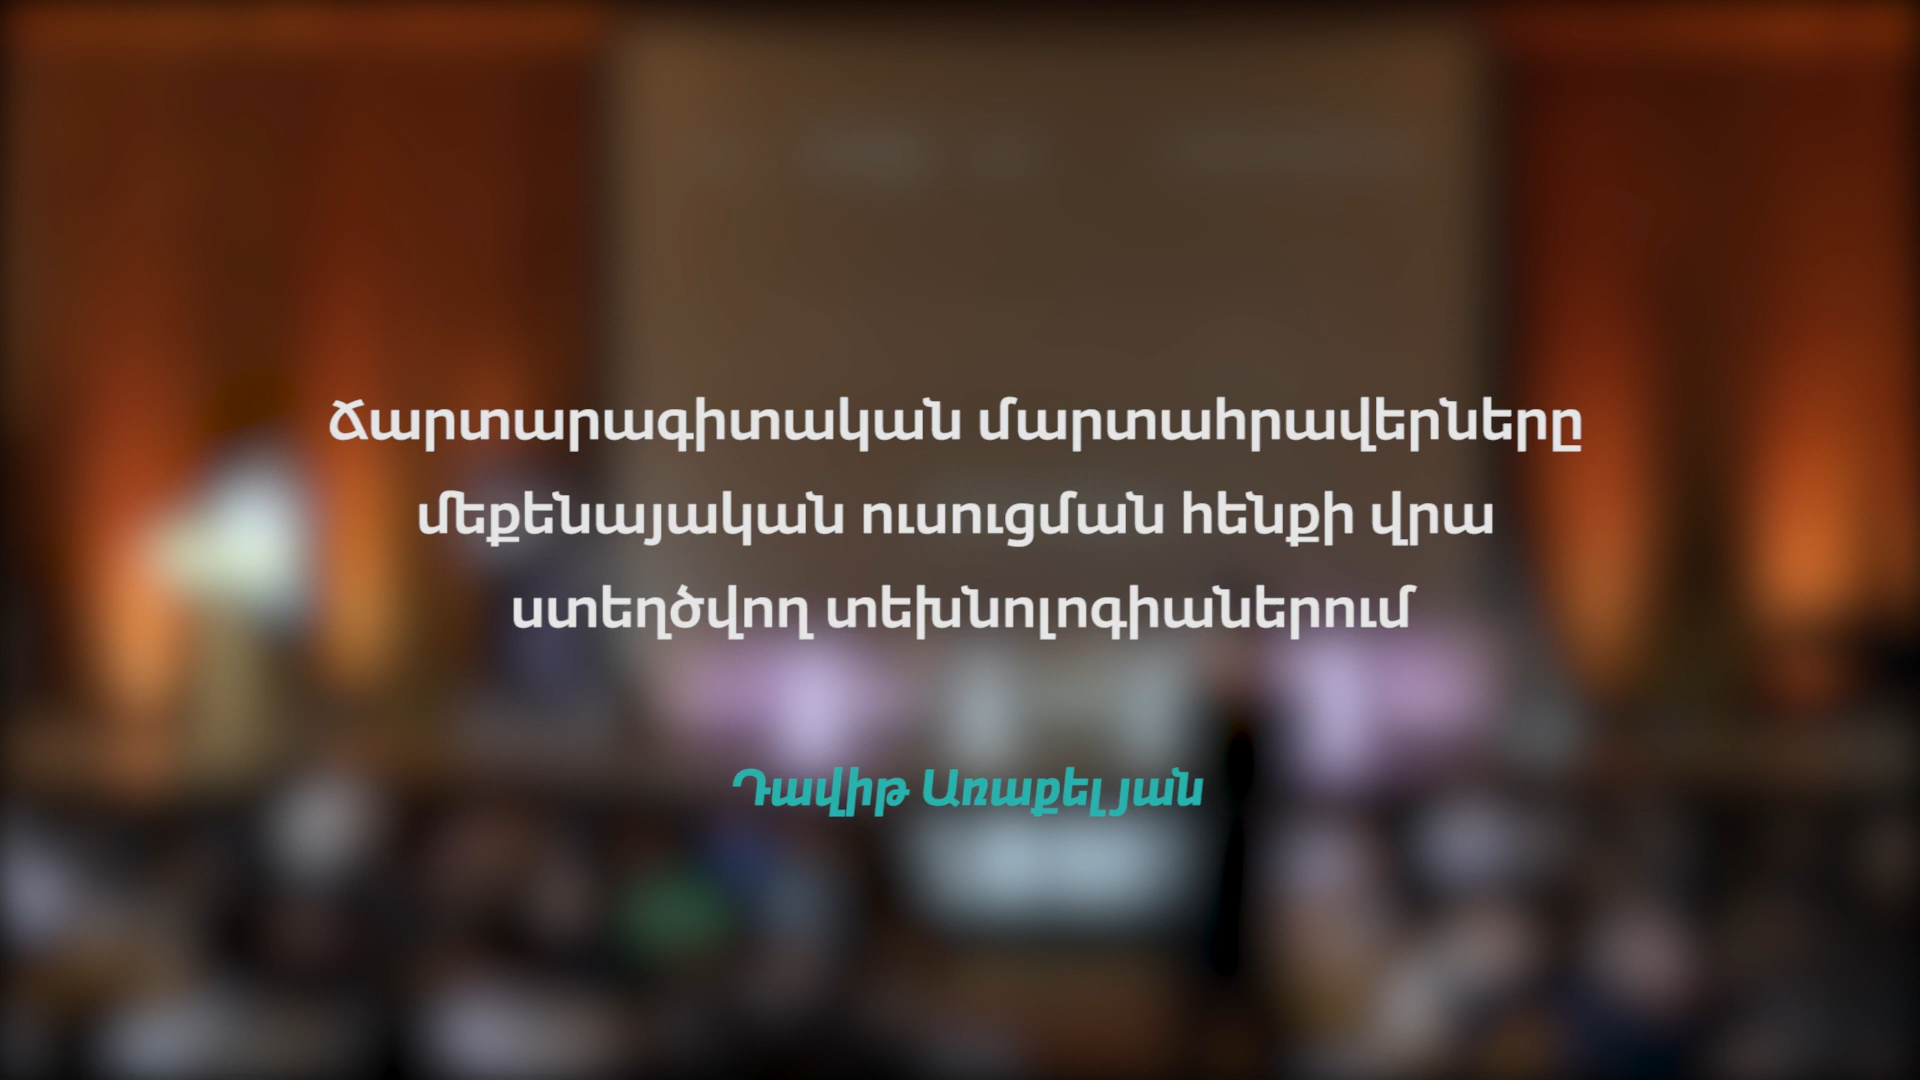 Ճարտարագիտական մարտահրավերները
մեքենայական ուսուցման հենքի վրա
ստեղծվող տեխնոլոգիաներում
Դավիթ Առաքելյան